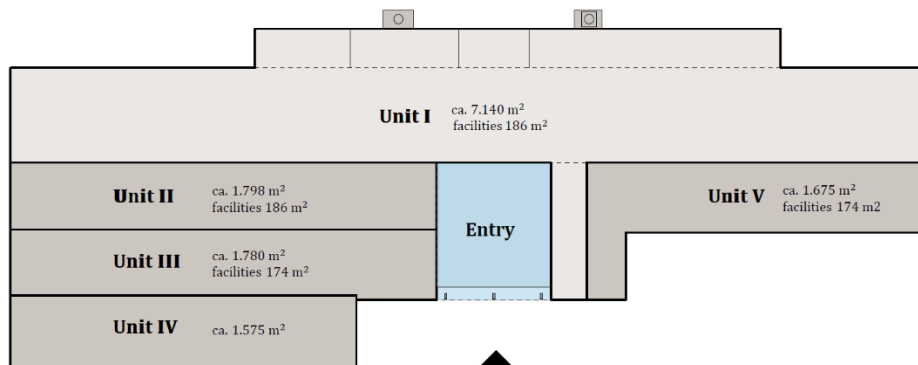 Unit I
ca. 7.140 m²
facilities 186 m²
Unit II
ca. 1.798 m²
facilities 186 m²
Unit V
ca. 1.675 m²
facilities 174 m2
Entry
Unit III
ca. 1.780 m²
facilities 174 m²
Unit IV
ca. 1.575 m²